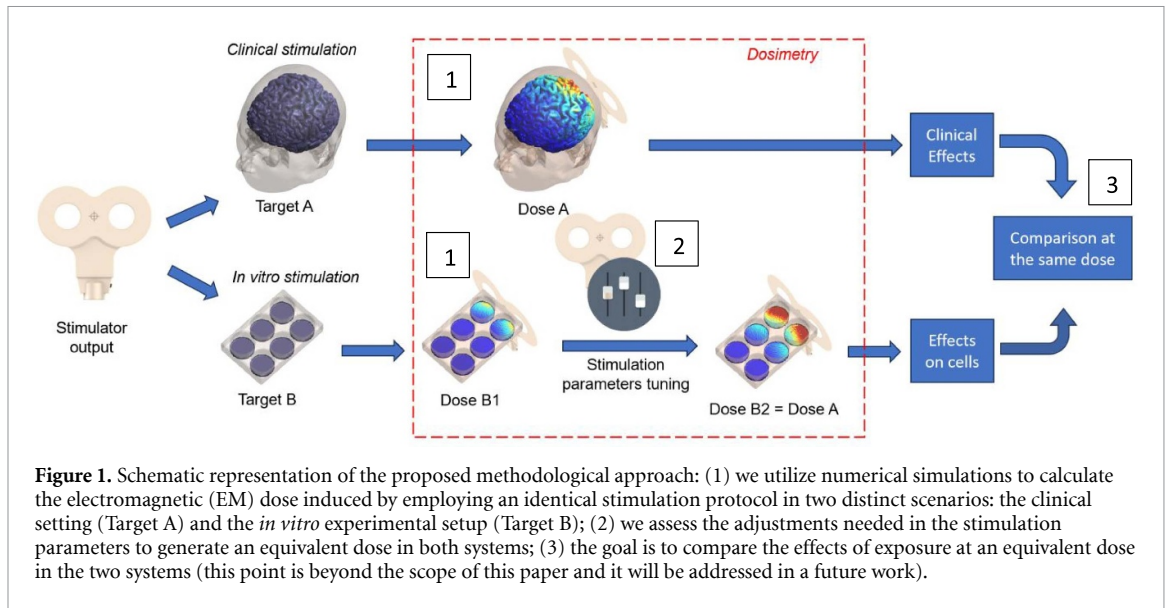 Clinical stimulation
Dosimetry
1
Target A
Dose A
Clinical
Effects
3
Comparison at
the same dose
Stimulator
output
In vitro stimulation
Target B
1
Dose B1
2
Stimulation
parameters tuning
Dose B2 = Dose A
Effects
on cells
Figure 1. Schematic representation of the proposed methodological approach: (1) we utilize numerical simulations to calculate
the electromagnetic (EM) dose induced by employing an identical stimulation protocol in two distinct scenarios: the clinical
setting (Target A) and the in vitro experimental setup (Target B); (2) we assess the adjustments needed in the stimulation
parameters to generate an equivalent dose in both systems; (3) the goal is to compare the effects of exposure at an equivalent dose
in the two systems (this point is beyond the scope of this paper and it will be addressed in a future work).